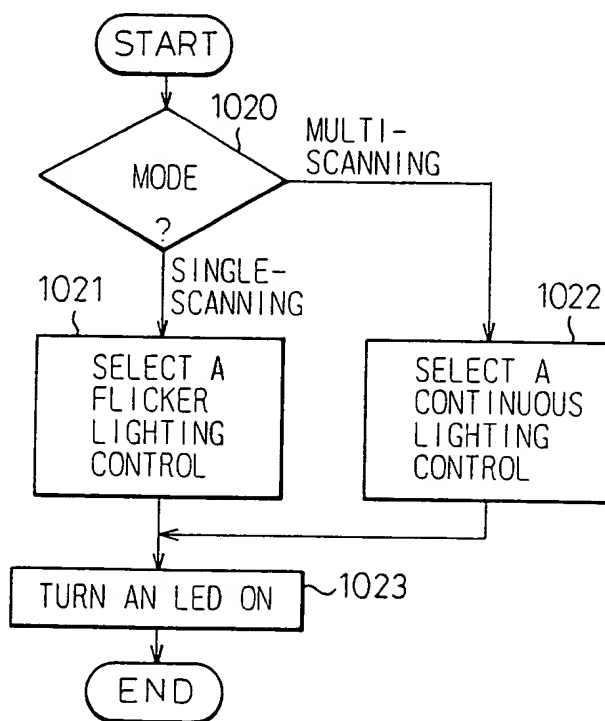 START
1020
MULTI-
SCANNING
MODE
?
SINGLE-
SCANNING
1021
1022
SELECT A
FLICKER
LIGHTING
CONTROL
SELECT A
CONTINUOUS
LIGHTING
CONTROL
TURN AN LED ON
1023
END